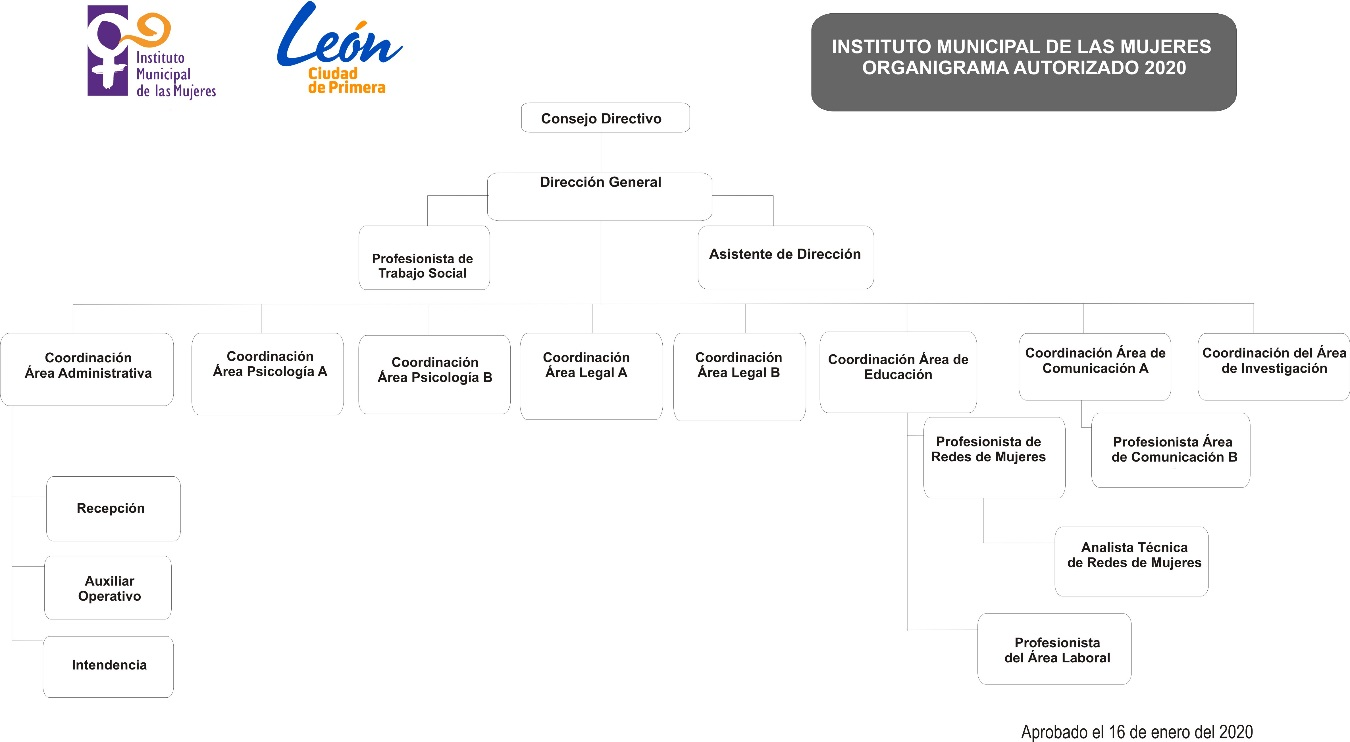 Instituto
Municipal
de las Mujeres
León
Ciudad
de Primera
INSTITUTO MUNICIPAL DE LAS MUJERES
ORGANIGRAMA AUTORIZADO 2020
Consejo Directivo
Dirección General
Profesionista de
Trabajo Social
Asistente de Dirección
Coordinación
Área Administrativa
Coordinación
Área Psicología A
Coordinación
Área Psicología B
Coordinación
Área Legal A
Coordinación
Área Legal B
Coordinación Área de
Educación
Coordinación Área de
Comunicación A
Coordinación del Área
de Investigación
Profesionista de
Redes de Mujeres
Profesionista Área
de Comunicación B
Recepción
Analista Técnica
de Redes de Mujeres
Auxiliar
Operativo
Profesionista
del Área Laboral
Intendencia
Aprobado el 16 de enero del 2020